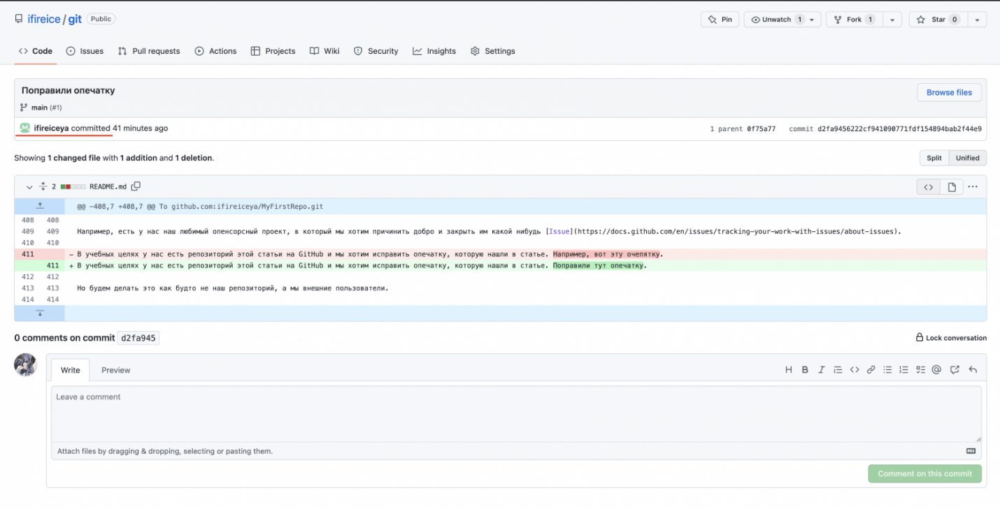 ifireice / git Public Pin Unwatch 1 Fork 1 Star 0
Code Issues Pull requests Actions Projects Wiki Security Insights Settings
Поправили опечатку
Browse files
main (#1)
ifireiceya committed 41 minutes ago 1 parent 0f75a77 commit d2fa9456222cf941090771fdf154894bab2f44e9
Showing 1 changed file with 1 addition and 1 deletion. Split Unified
2 README.md
@@ -408,7 +408,7 @@ To github.com:ifireiceya/MyFirstRepo.git
408 408
409 409 Например, есть у нас наш любимый опенсорсный проект, в который мы хотим причинить добро и закрыть им какой нибудь [Issue](https://docs.github.com/en/issues/tracking-your-work-with-issues/about-issues).
410 410
411 - В учебных целях у нас есть репозиторий этой статьи на GitHub и мы хотим исправить опечатку, которую нашли в статье. Например, вот эту очепятку.
411 + В учебных целях у нас есть репозиторий этой статьи на GitHub и мы хотим исправить опечатку, которую нашли в статье. Поправили тут опечатку.
412 412
413 413 Но будем делать это как будто не наш репозиторий, а мы внешние пользователи.
414 414
0 comments on commit d2fa945 Lock conversation
Write Preview
Leave a comment
Attach files by dragging & dropping, selecting or pasting them.
Comment on this commit